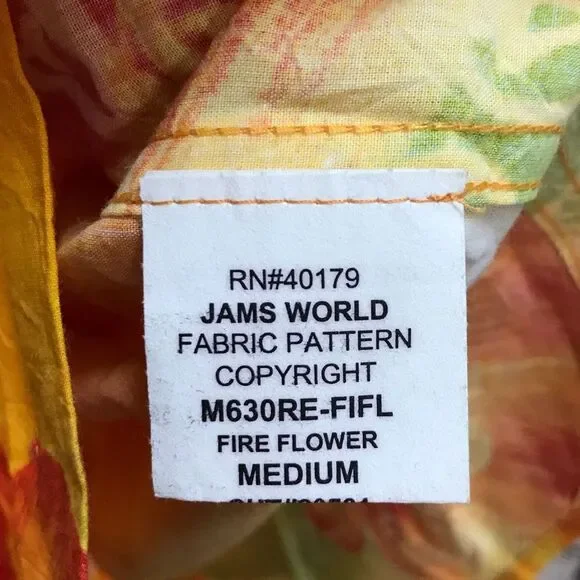 RN#40179
JAMS WORLD
FABRIC PATTERN
COPYRIGHT
M630RE-FIFL
FIRE FLOWER
MEDIUM